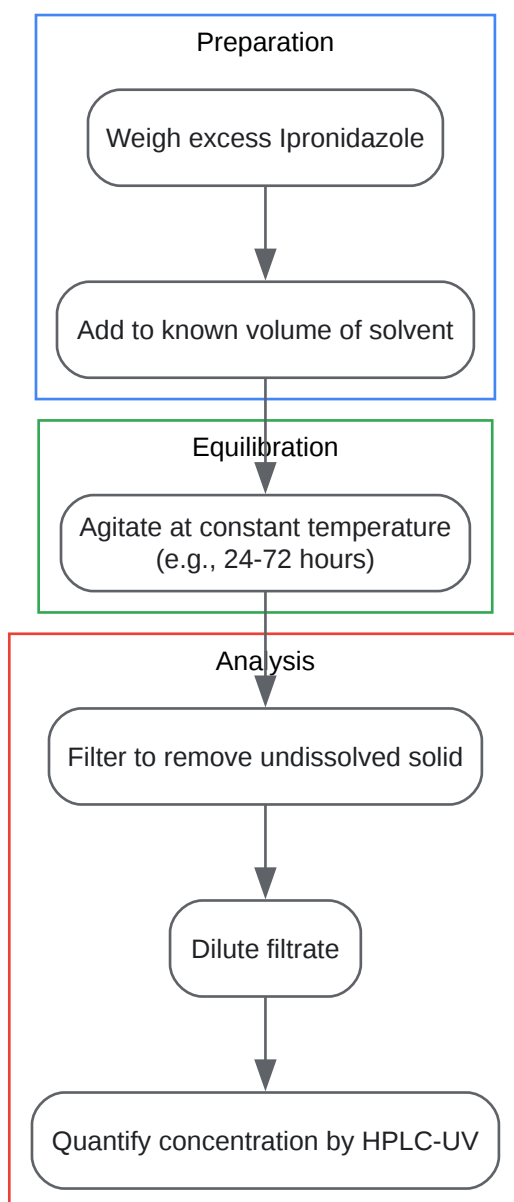 Preparation
Weigh excess Ipronidazole
Add to known volume of solvent
Equilibration
Agitate at constant temperature
(e.g., 24-72 hours)
Analysis
Filter to remove undissolved solid
Dilute filtrate
Quantify concentration by HPLC-UV